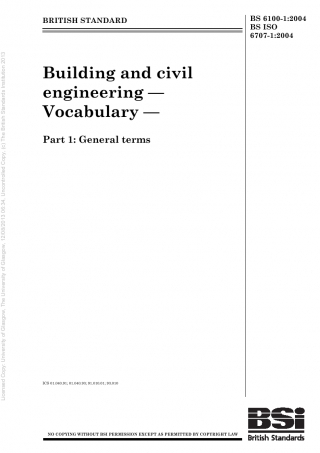 BRITISH STANDARD
BS 6100-1:2004
BS ISO
6707-1:2004
Building and civil
engineering —
Vocabulary —
Part 1: General terms
NO COPYING WITHOUT BSI PERMISSION EXCEPT AS PERMITTED BY COPYRIGHT LAW
BSi
British Standards